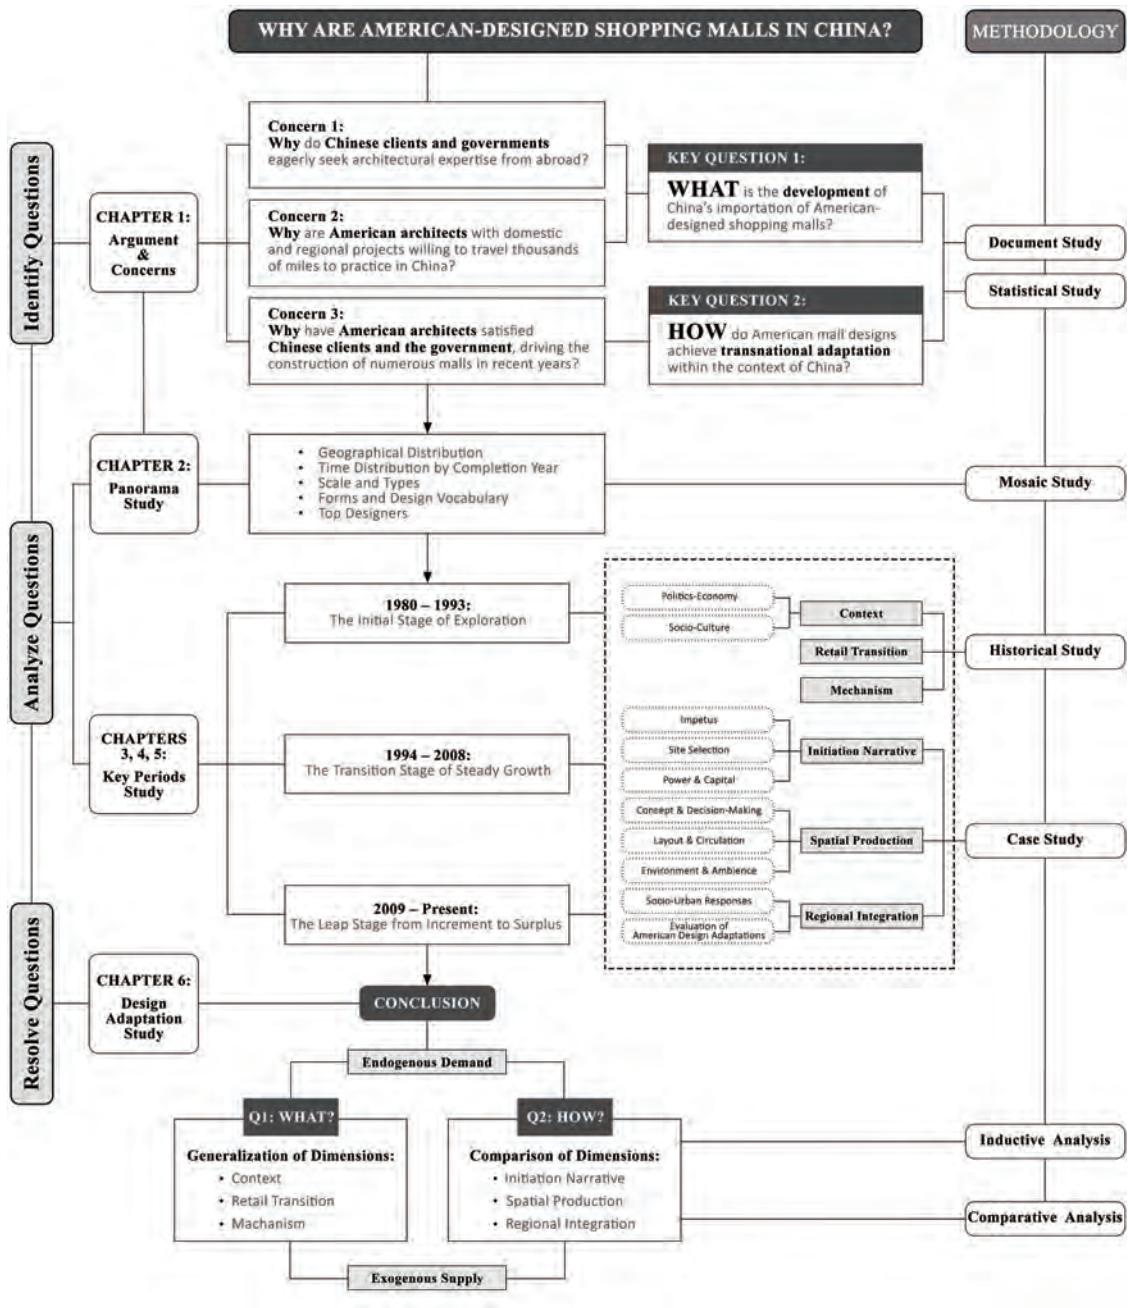 WHY ARE AMERICAN-DESIGNED SHOPPING MALLS IN CHINA?
METHODOLOGY
Identify Questions
CHAPTER 1:
Argument
&
Concerns
Concern 1:
Why do Chinese clients and governments
eagerly seek architectural expertise from abroad?
Concern 2:
Why are American architects with domestic
and regional projects willing to travel thousands
of miles to practice in China?
Concern 3:
Why have American architects satisfied
Chinese clients and the government, driving the
construction of numerous malls in recent years?
KEY QUESTION 1:
WHAT is the development of
China's importation of American-
designed shopping malls?
KEY QUESTION 2:
HOW do American mall designs
achieve transnational adaptation
within the context of China?
Document Study
Statistical Study
Analyze Questions
CHAPTER 2:
Panorama
Study
• Geographical Distribution
• Time Distribution by Completion Year
• Scale and Types
• Forms and Design Vocabulary
• Top Designers
Mosaic Study
CHAPTERS
3, 4, 5:
Key Periods
Study
1980 – 1993:
The Initial Stage of Exploration
1994 – 2008:
The Transition Stage of Steady Growth
2009 – Present:
The Leap Stage from Increment to Surplus
Politics-Economy
Socio-Culture
Context
Retail Transition
Mechanism
Historical Study
Impetus
Site Selection
Power & Capital
Initiation Narrative
Concept & Decision-Making
Layout & Circulation
Environment & Ambience
Spatial Production
Case Study
Socio-Urban Responses
Evaluation of
American Design Adaptations
Regional Integration
Resolve Questions
CHAPTER 6:
Design
Adaptation
Study
CONCLUSION
Endogenous Demand
Q1: WHAT?
Generalization of Dimensions:
• Context
• Retail Transition
• Machanism
Q2: HOW?
Comparison of Dimensions:
• Initiation Narrative
• Spatial Production
• Regional Integration
Inductive Analysis
Comparative Analysis
Exogenous Supply